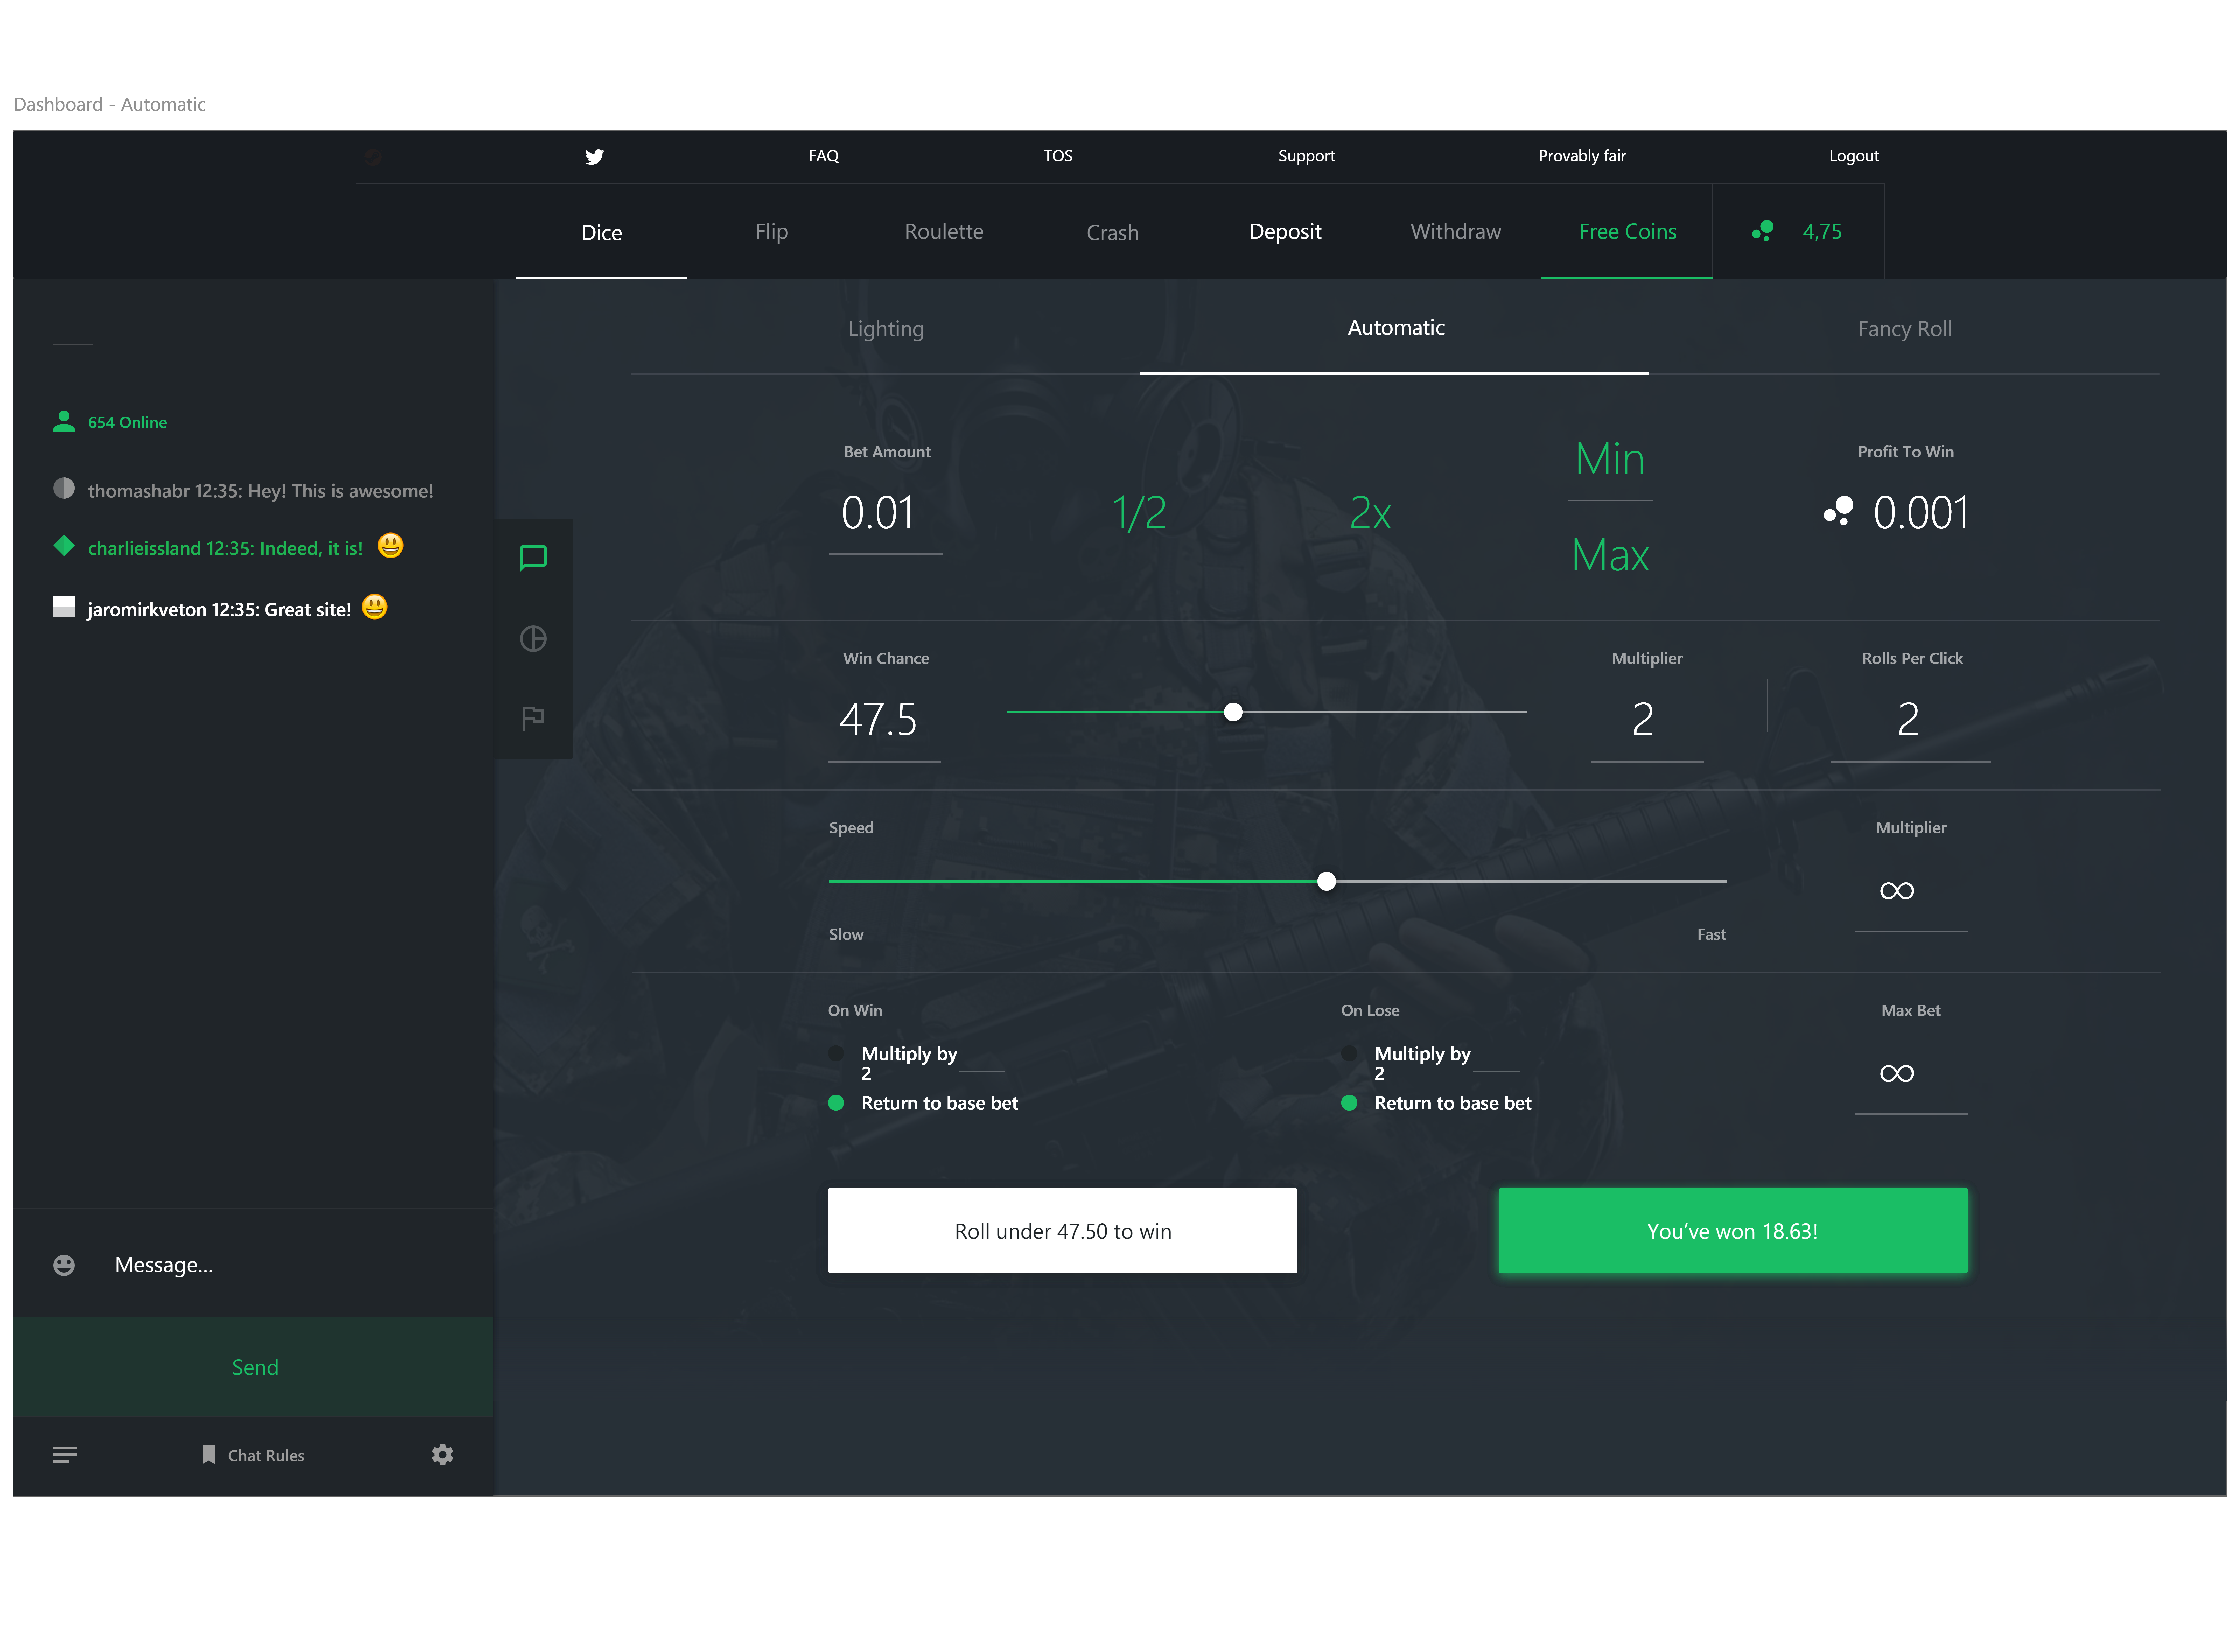 Dashboard - Automatic
FAQ TOS Support Provably fair Logout
Dice Flip Roulette Crash Deposit Withdraw Free Coins 4,75
Lighting Automatic Fancy Roll
654 Online
thomashabr 12:35: Hey! This is awesome!
charlieissland 12:35: Indeed, it is! 😃
jaromirkveton 12:35: Great site! 😃
Message...
Send
Chat Rules
Bet Amount
0.01
1/2
2x
Min
Max
Profit To Win
0.001
Win Chance
47.5
Multiplier
2
Rolls Per Click
2
Speed
Slow
Fast
Multiplier
∞
On Win
Multiply by
2
Return to base bet
On Lose
Multiply by
2
Return to base bet
Max Bet
∞
Roll under 47.50 to win
You’ve won 18.63!